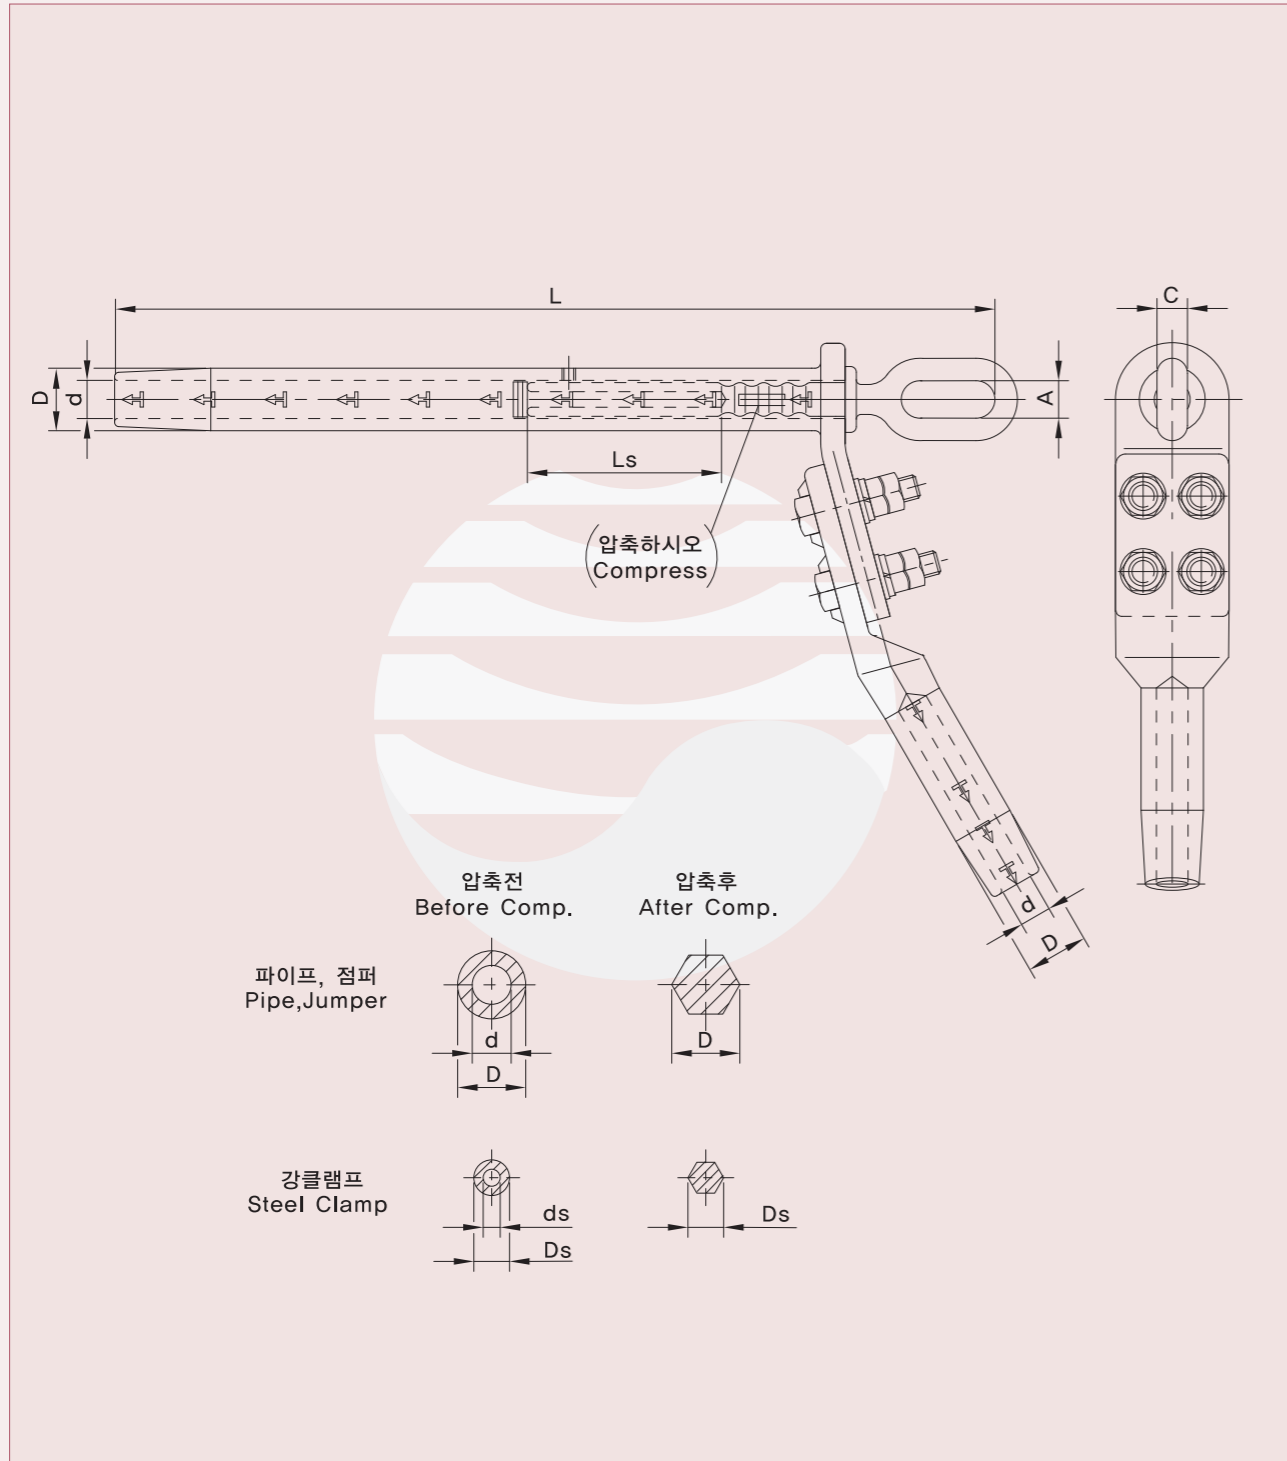 L
C
D
d
A
Ls
압축하시오
Compress
d
D
압축전
Before Comp.
압축후
After Comp.
파이프, 점퍼
Pipe,Jumper
d
D
D
강클램프
Steel Clamp
ds
Ds
Ds